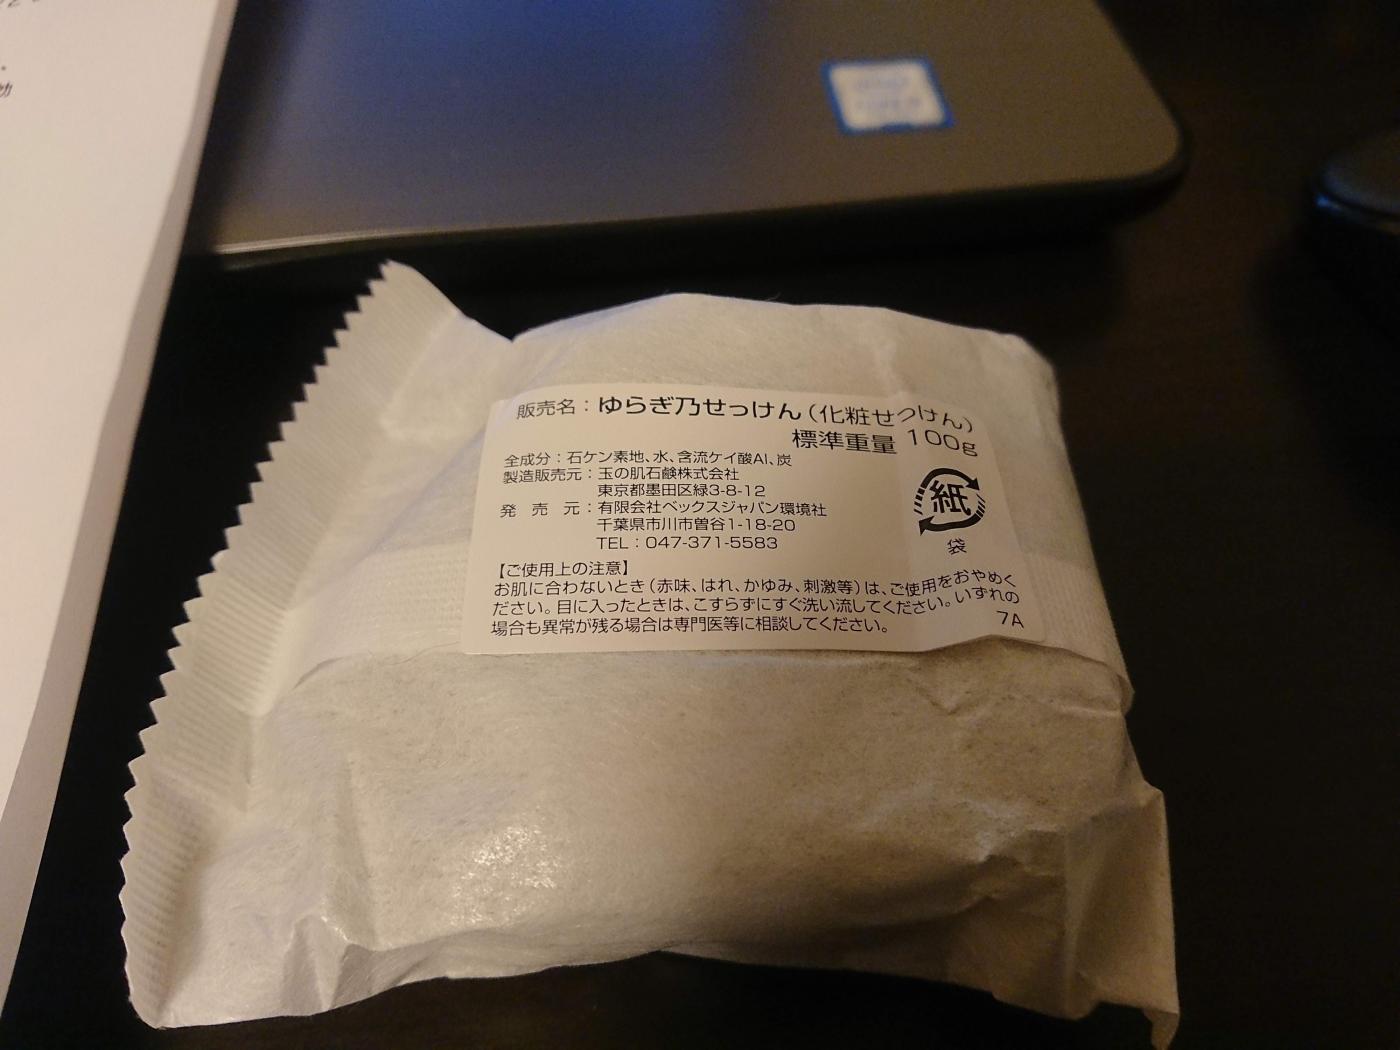 販売名：ゆらぎ乃せっけん（化粧せっけん）
標準重量 100g
全成分：石ケン素地、水、含流ケイ酸Al、炭
製造販売元：玉の肌石鹸株式会社
東京都墨田区緑3-8-12
発　売　元：有限会社ベックスジャパン環境社
千葉県市川市曽谷1-18-20
TEL：047-371-5583
紙
袋
【ご使用上の注意】
お肌に合わないとき（赤味、はれ、かゆみ、刺激等）は、ご使用をおやめく
ださい。目に入ったときは、こすらずにすぐ洗い流してください。いずれの
場合も異常が残る場合は専門医等に相談してください。
7A